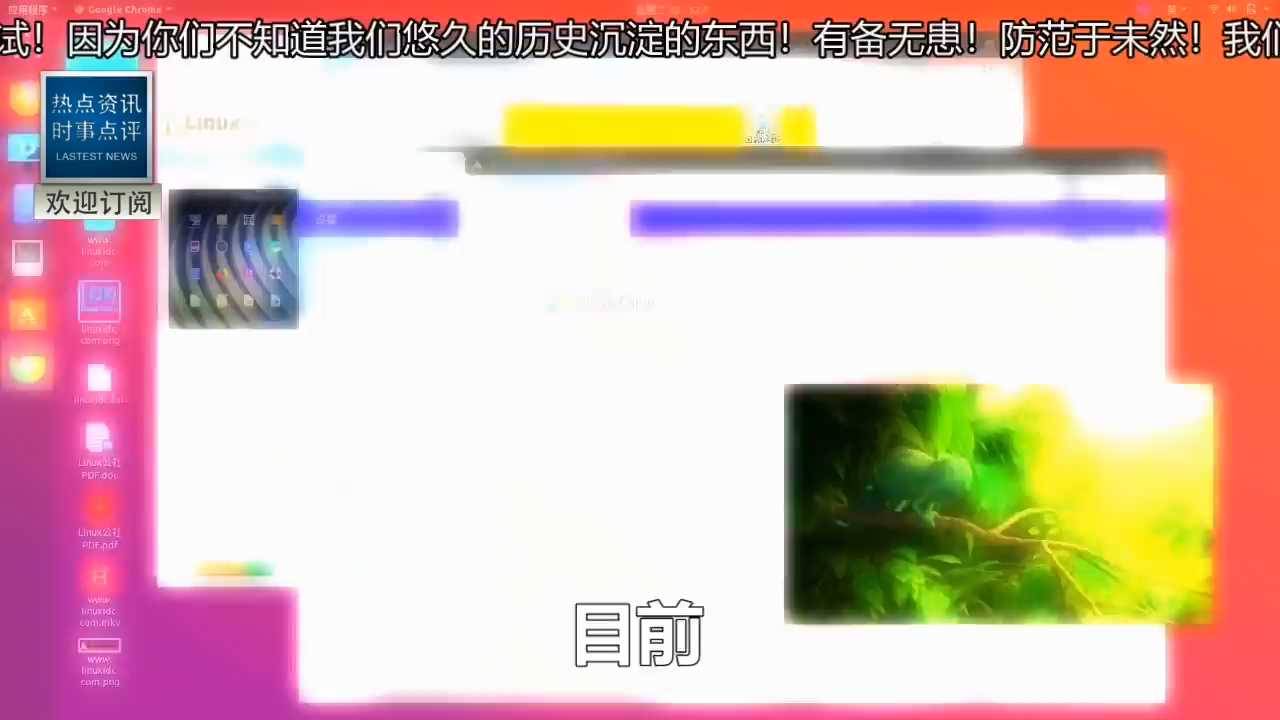 应用程序
Google Chrome
试！因为你们不知道我们悠久的历史沉淀的东西！有备无患！防范于未然！我们
热点资讯
时事点评
LASTEST NEWS
欢迎订阅
Linux
www.
linuxidc.
com
linuxidc.
com.png
linuxidc.txt
Linux公社
PDF.doc
Linux公社
PDF.pdf
www.
linuxidc.
com.mkv
www.
linuxidc.
com.png
目前